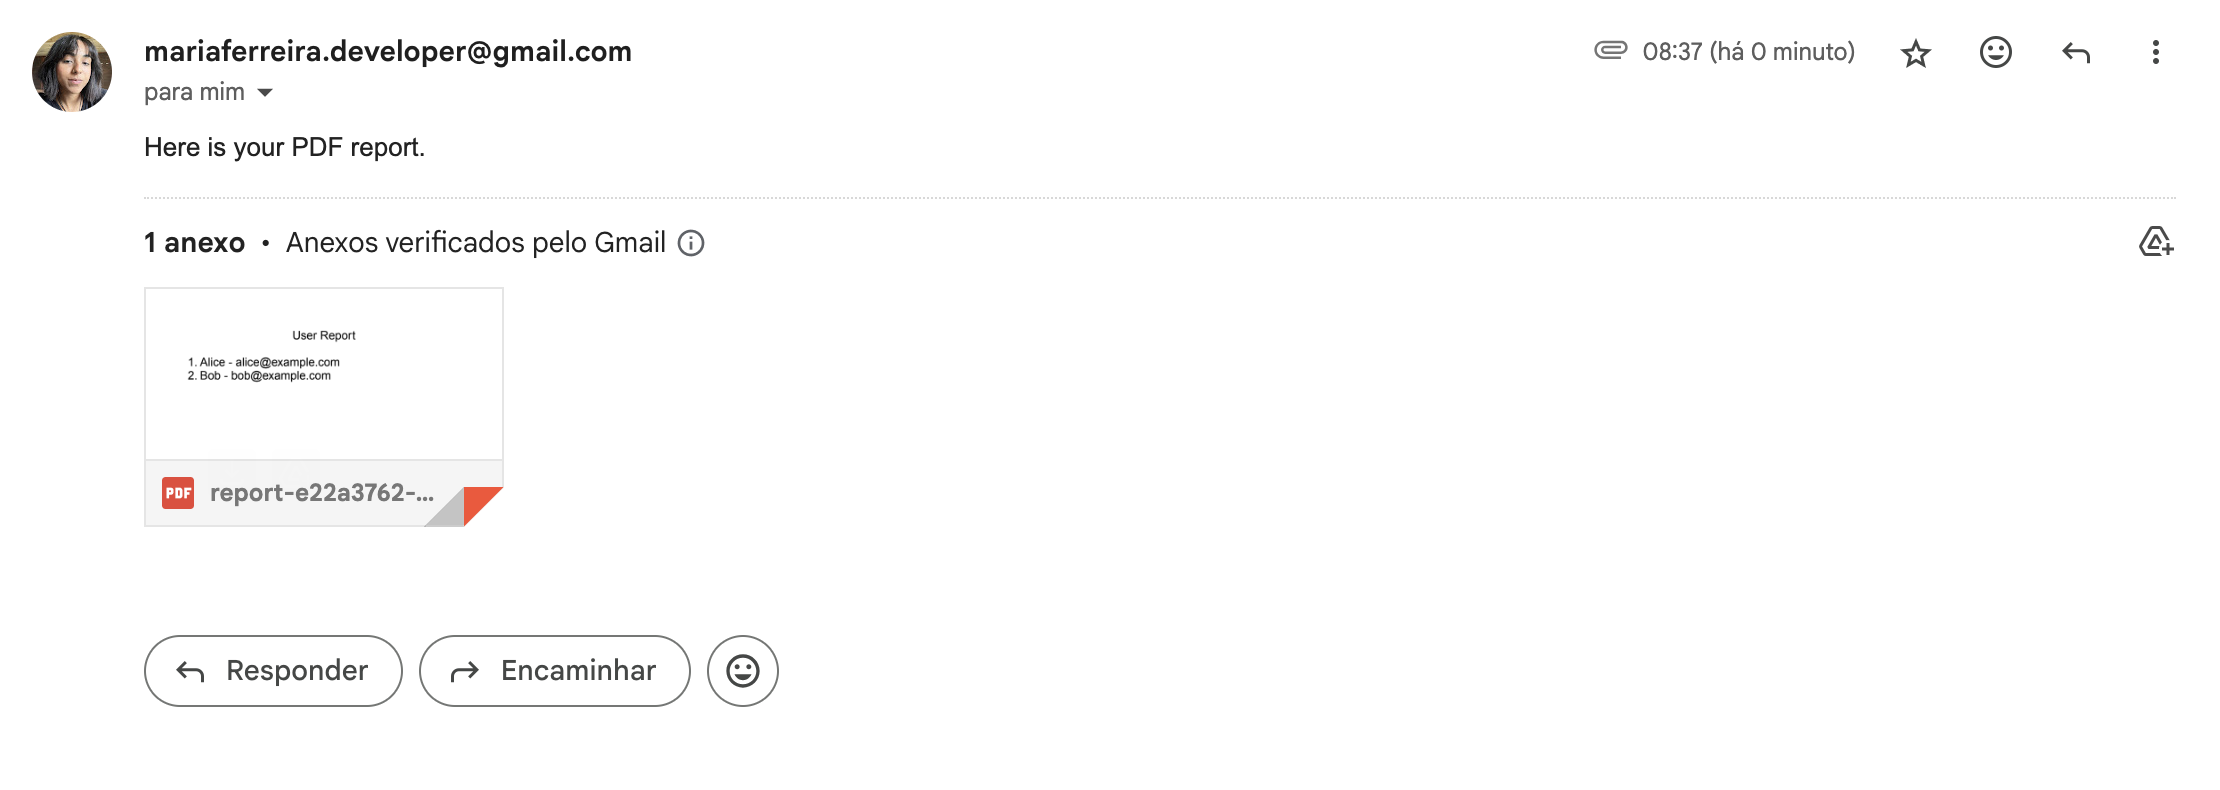 mariaferreira.developer@gmail.com
08:37 (há 0 minuto)
para mim
Here is your PDF report.
1 anexo • Anexos verificados pelo Gmail
User Report
1. Alice - alice@example.com
2. Bob - bob@example.com
PDF report-e22a3762-...
Responder
Encaminhar